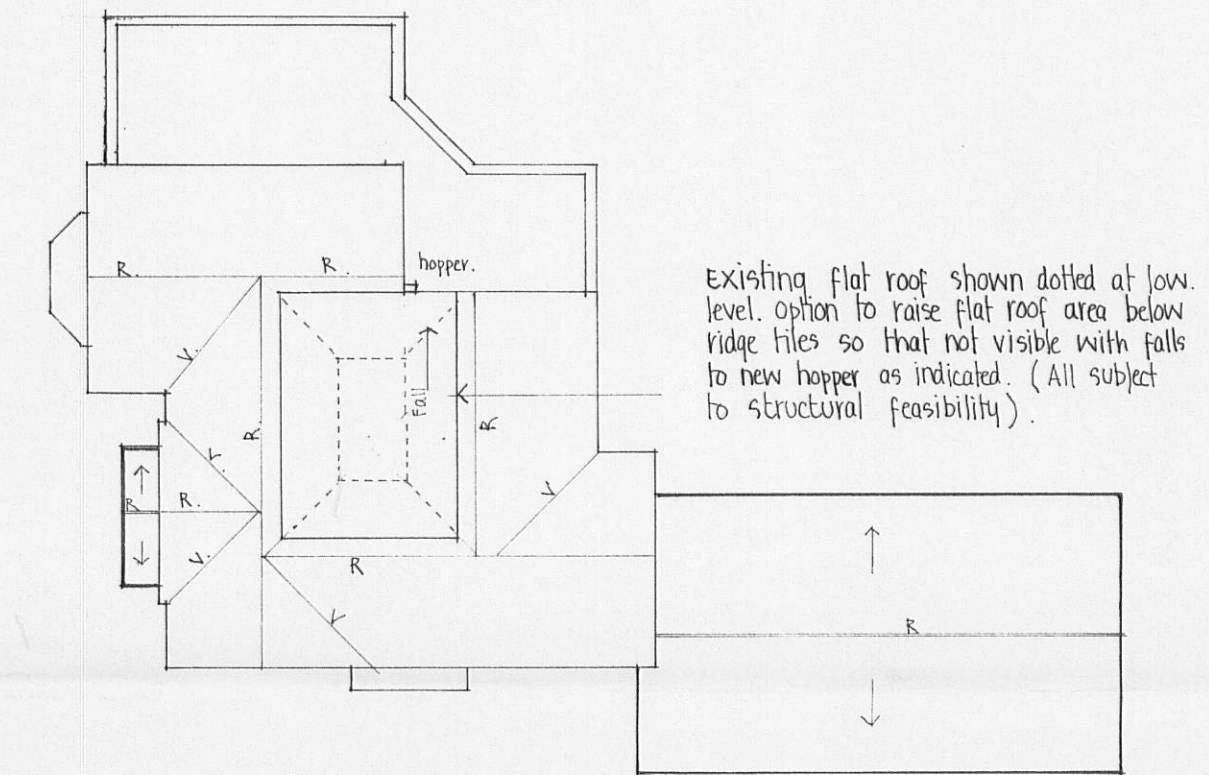 hopper.
R.
R.
V.
Fall
R
R
V.
R
R.
V.
V
R
V
R
Existing flat roof shown dotted at low.
level. Option to raise flat roof area below
ridge tiles so that not visible with falls
to new hopper as indicated. (All subject
to structural feasibility).